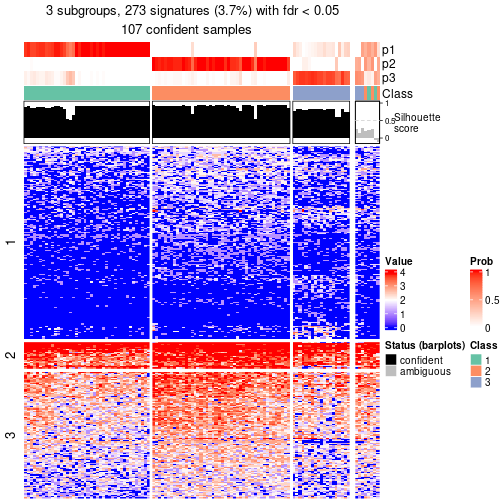 3 subgroups, 273 signatures (3.7%) with fdr < 0.05
107 confident samples
p1
p2
p3
Class
1
0.5
0
Silhouette
score
1
2
3
Value
4
3
2
1
0
Prob
1
0.5
0
Status (barplots)
confident
ambiguous
Class
1
2
3